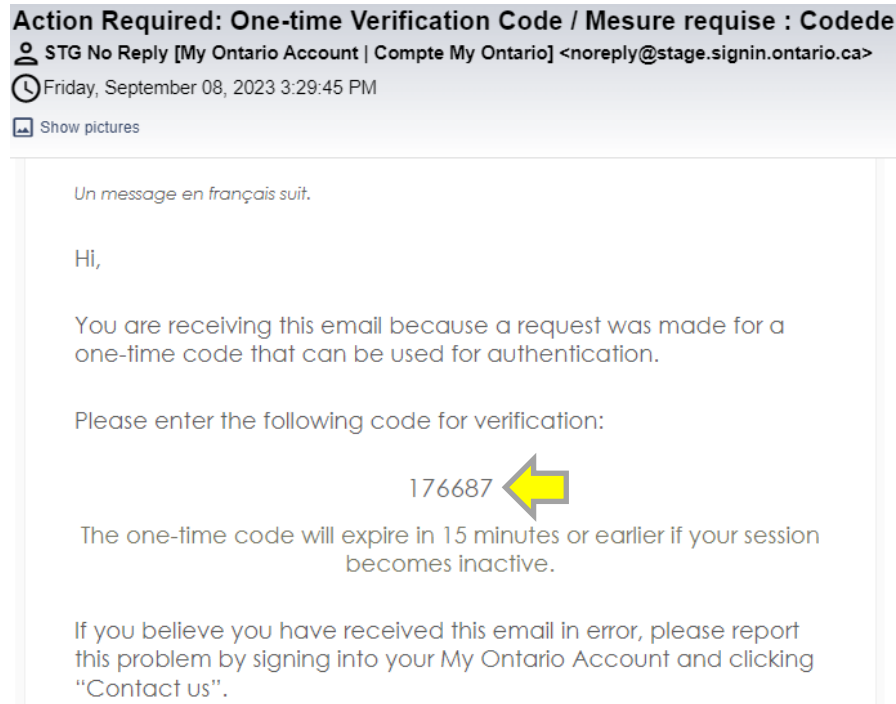 Action Required: One-time Verification Code / Mesure requise : Codede
STG No Reply [My Ontario Account | Compte My Ontario] <noreply@stage.signin.ontario.ca>
Friday, September 08, 2023 3:29:45 PM
Show pictures
Un message en français suit.
Hi,
You are receiving this email because a request was made for a
one-time code that can be used for authentication.
Please enter the following code for verification:
176687
The one-time code will expire in 15 minutes or earlier if your session
becomes inactive.
If you believe you have received this email in error, please report
this problem by signing into your My Ontario Account and clicking
“Contact us”.